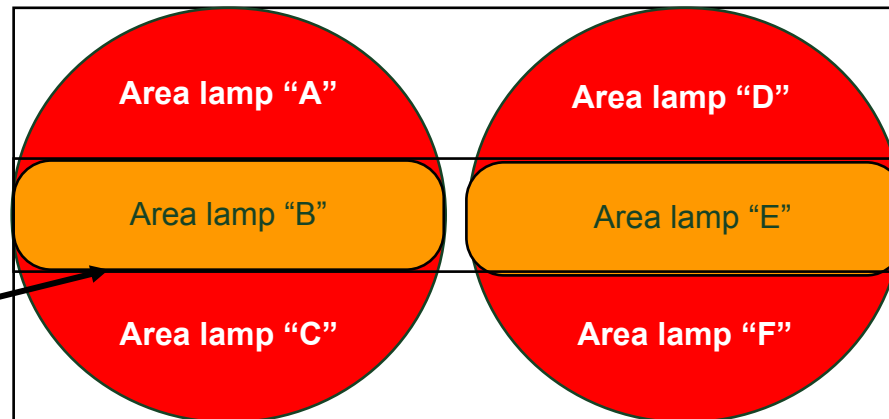 Area lamp “A”
Area lamp “D”
Area lamp “B”
Area lamp “E”
Area lamp “C”
Area lamp “F”